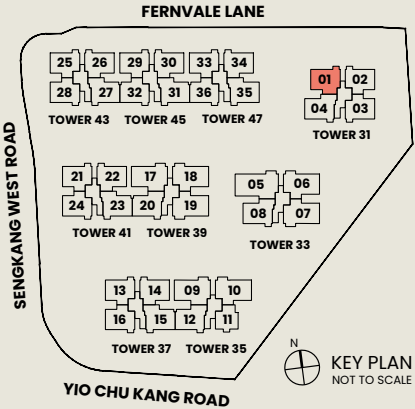 FERNVALE LANE
25 26 29 30 33 34
28 27 32 31 36 35
TOWER 43 TOWER 45 TOWER 47
01 02
04 03
TOWER 31
SENGKANG WEST ROAD
21 22 17 18
24 23 20 19
TOWER 41 TOWER 39
05 06
08 07
TOWER 33
13 14 09 10
16 15 12 11
TOWER 37 TOWER 35
YIO CHU KANG ROAD
N
KEY PLAN
NOT TO SCALE